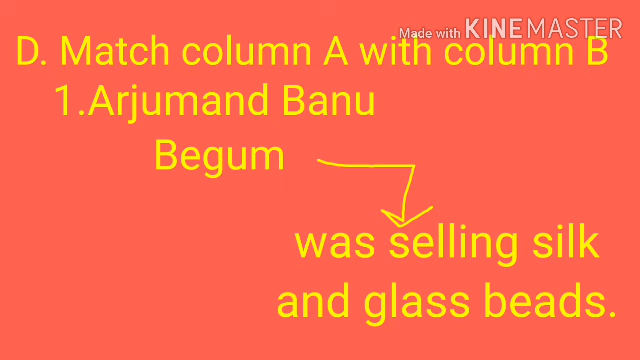 Made with KINEMASTER
D. Match column A with column B
1.Arjumand Banu
Begum
was selling silk
and glass beads.